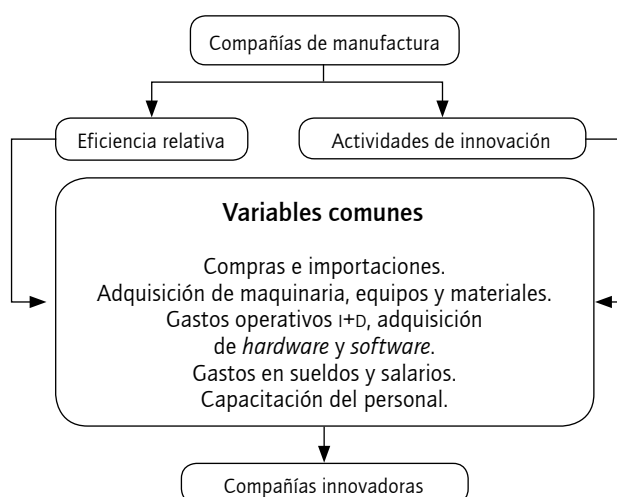 Compañías de manufactura
Eficiencia relativa
Actividades de innovación
Variables comunes
Compras e importaciones.
Adquisición de maquinaria, equipos y materiales.
Gastos operativos I+D, adquisición
de hardware y software.
Gastos en sueldos y salarios.
Capacitación del personal.
Compañías innovadoras